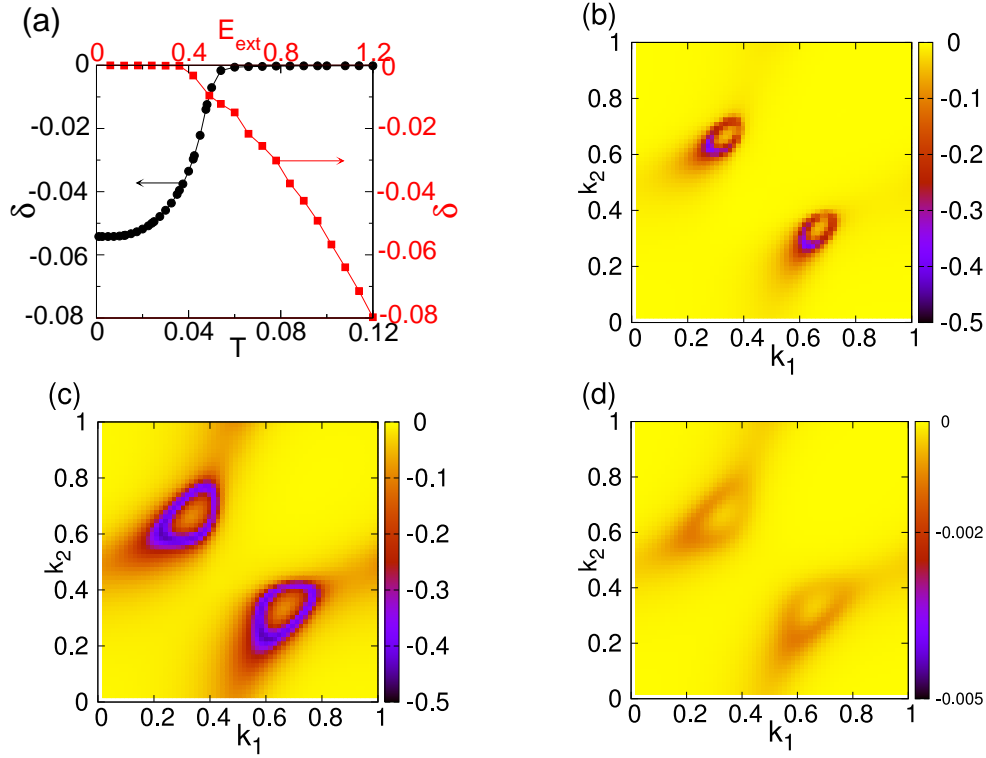 (a)
E_ext
0 0.4 0.8 1.2
0 0
-0.02 -0.02
-0.04 -0.04
δ δ
-0.06 -0.06
-0.08 -0.08
0 0.04 0.08 0.12
T
(b)
1 0
0.8 -0.1
0.6 -0.2
k_2
0.4 -0.3
0.2 -0.4
0 -0.5
0 0.2 0.4 0.6 0.8 1
k_1
(c)
1 0
0.8 -0.1
0.6 -0.2
k_2
0.4 -0.3
0.2 -0.4
0 -0.5
0 0.2 0.4 0.6 0.8 1
k_1
(d)
1 0
0.8
0.6 -0.002
k_2
0.4
0.2
0 -0.005
0 0.2 0.4 0.6 0.8 1
k_1